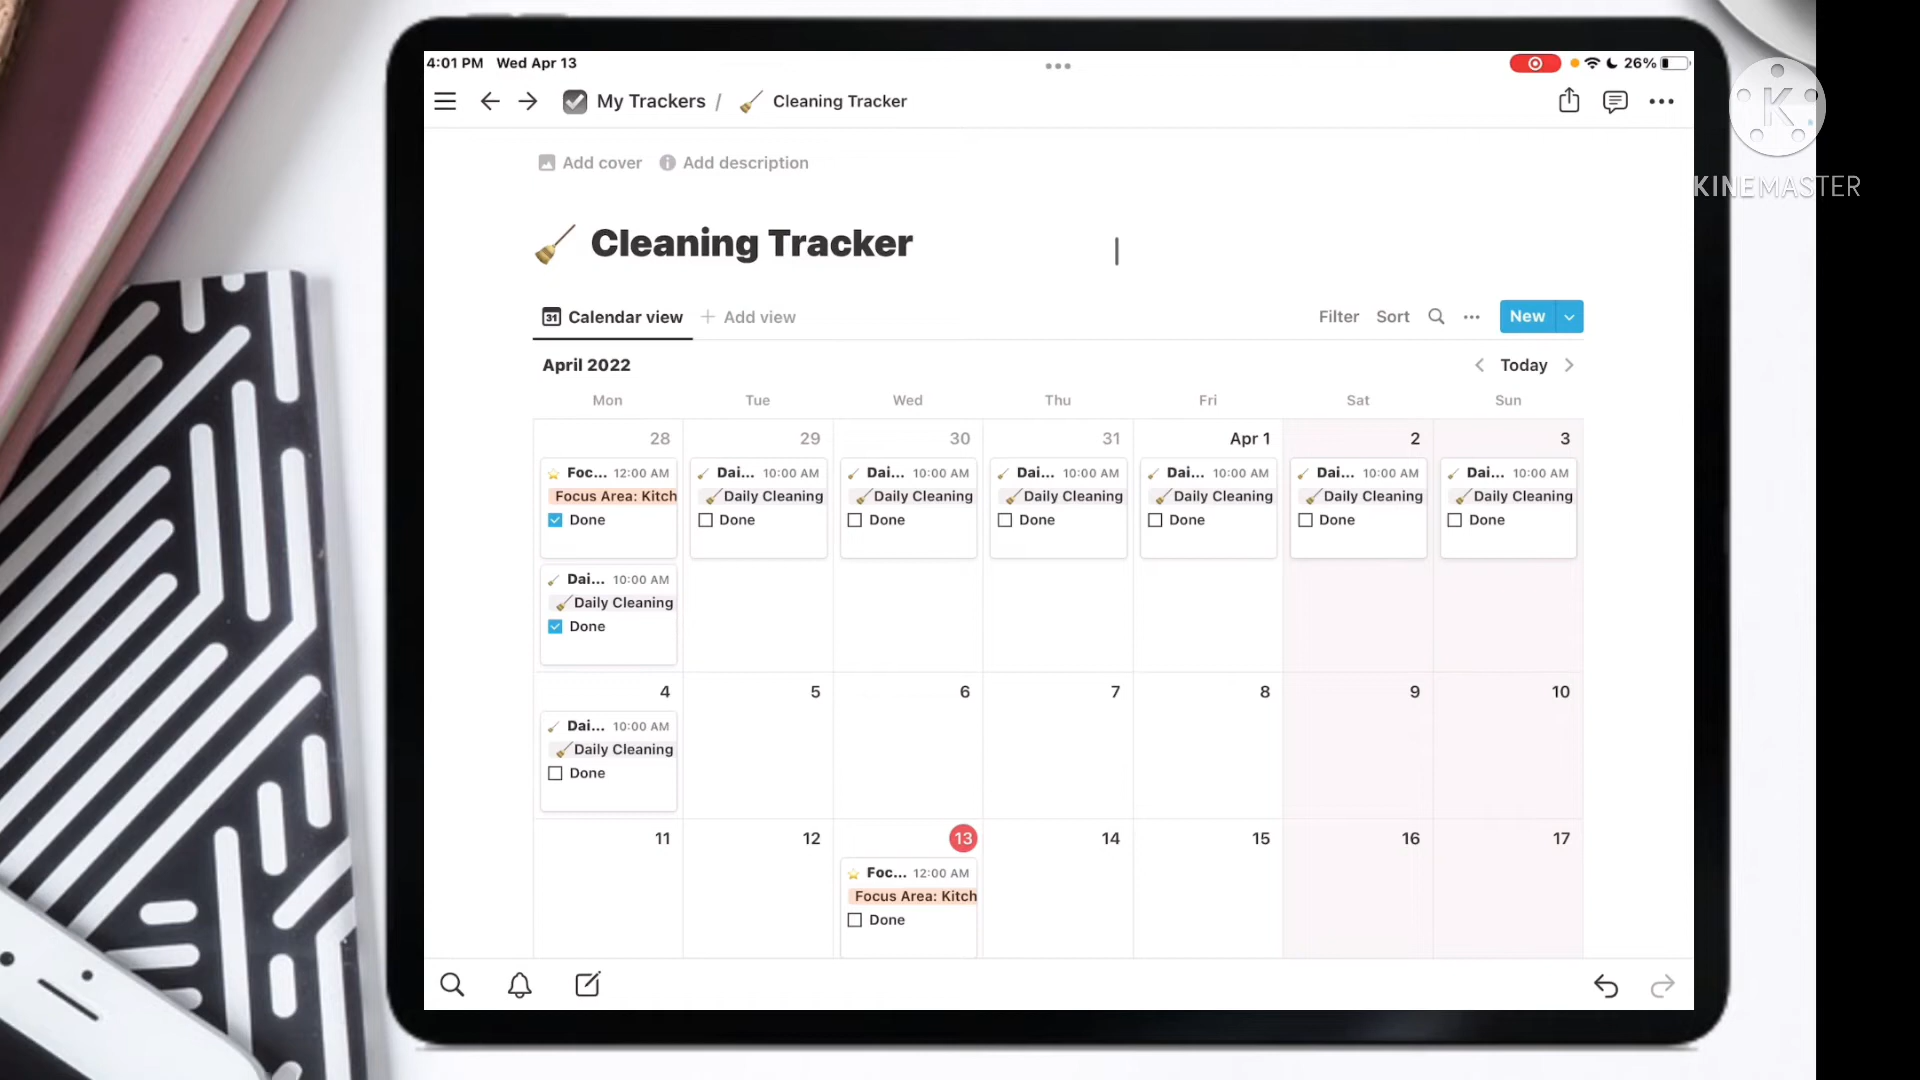 4:01 PM Wed Apr 13
26%
My Trackers / Cleaning Tracker
K
KINEMASTER
Add cover Add description
Cleaning Tracker
31 Calendar view + Add view
Filter Sort New
April 2022
Today
Mon Tue Wed Thu Fri Sat Sun
28 29 30 31 Apr 1 2 3
Foc... 12:00 AM Dai... 10:00 AM Dai... 10:00 AM Dai... 10:00 AM Dai... 10:00 AM Dai... 10:00 AM Dai... 10:00 AM
Focus Area: Kitch Daily Cleaning Daily Cleaning Daily Cleaning Daily Cleaning Daily Cleaning Daily Cleaning
Done Done Done Done Done Done Done
Dai... 10:00 AM
Daily Cleaning
Done
4 5 6 7 8 9 10
Dai... 10:00 AM
Daily Cleaning
Done
11 12 13 14 15 16 17
Foc... 12:00 AM
Focus Area: Kitch
Done